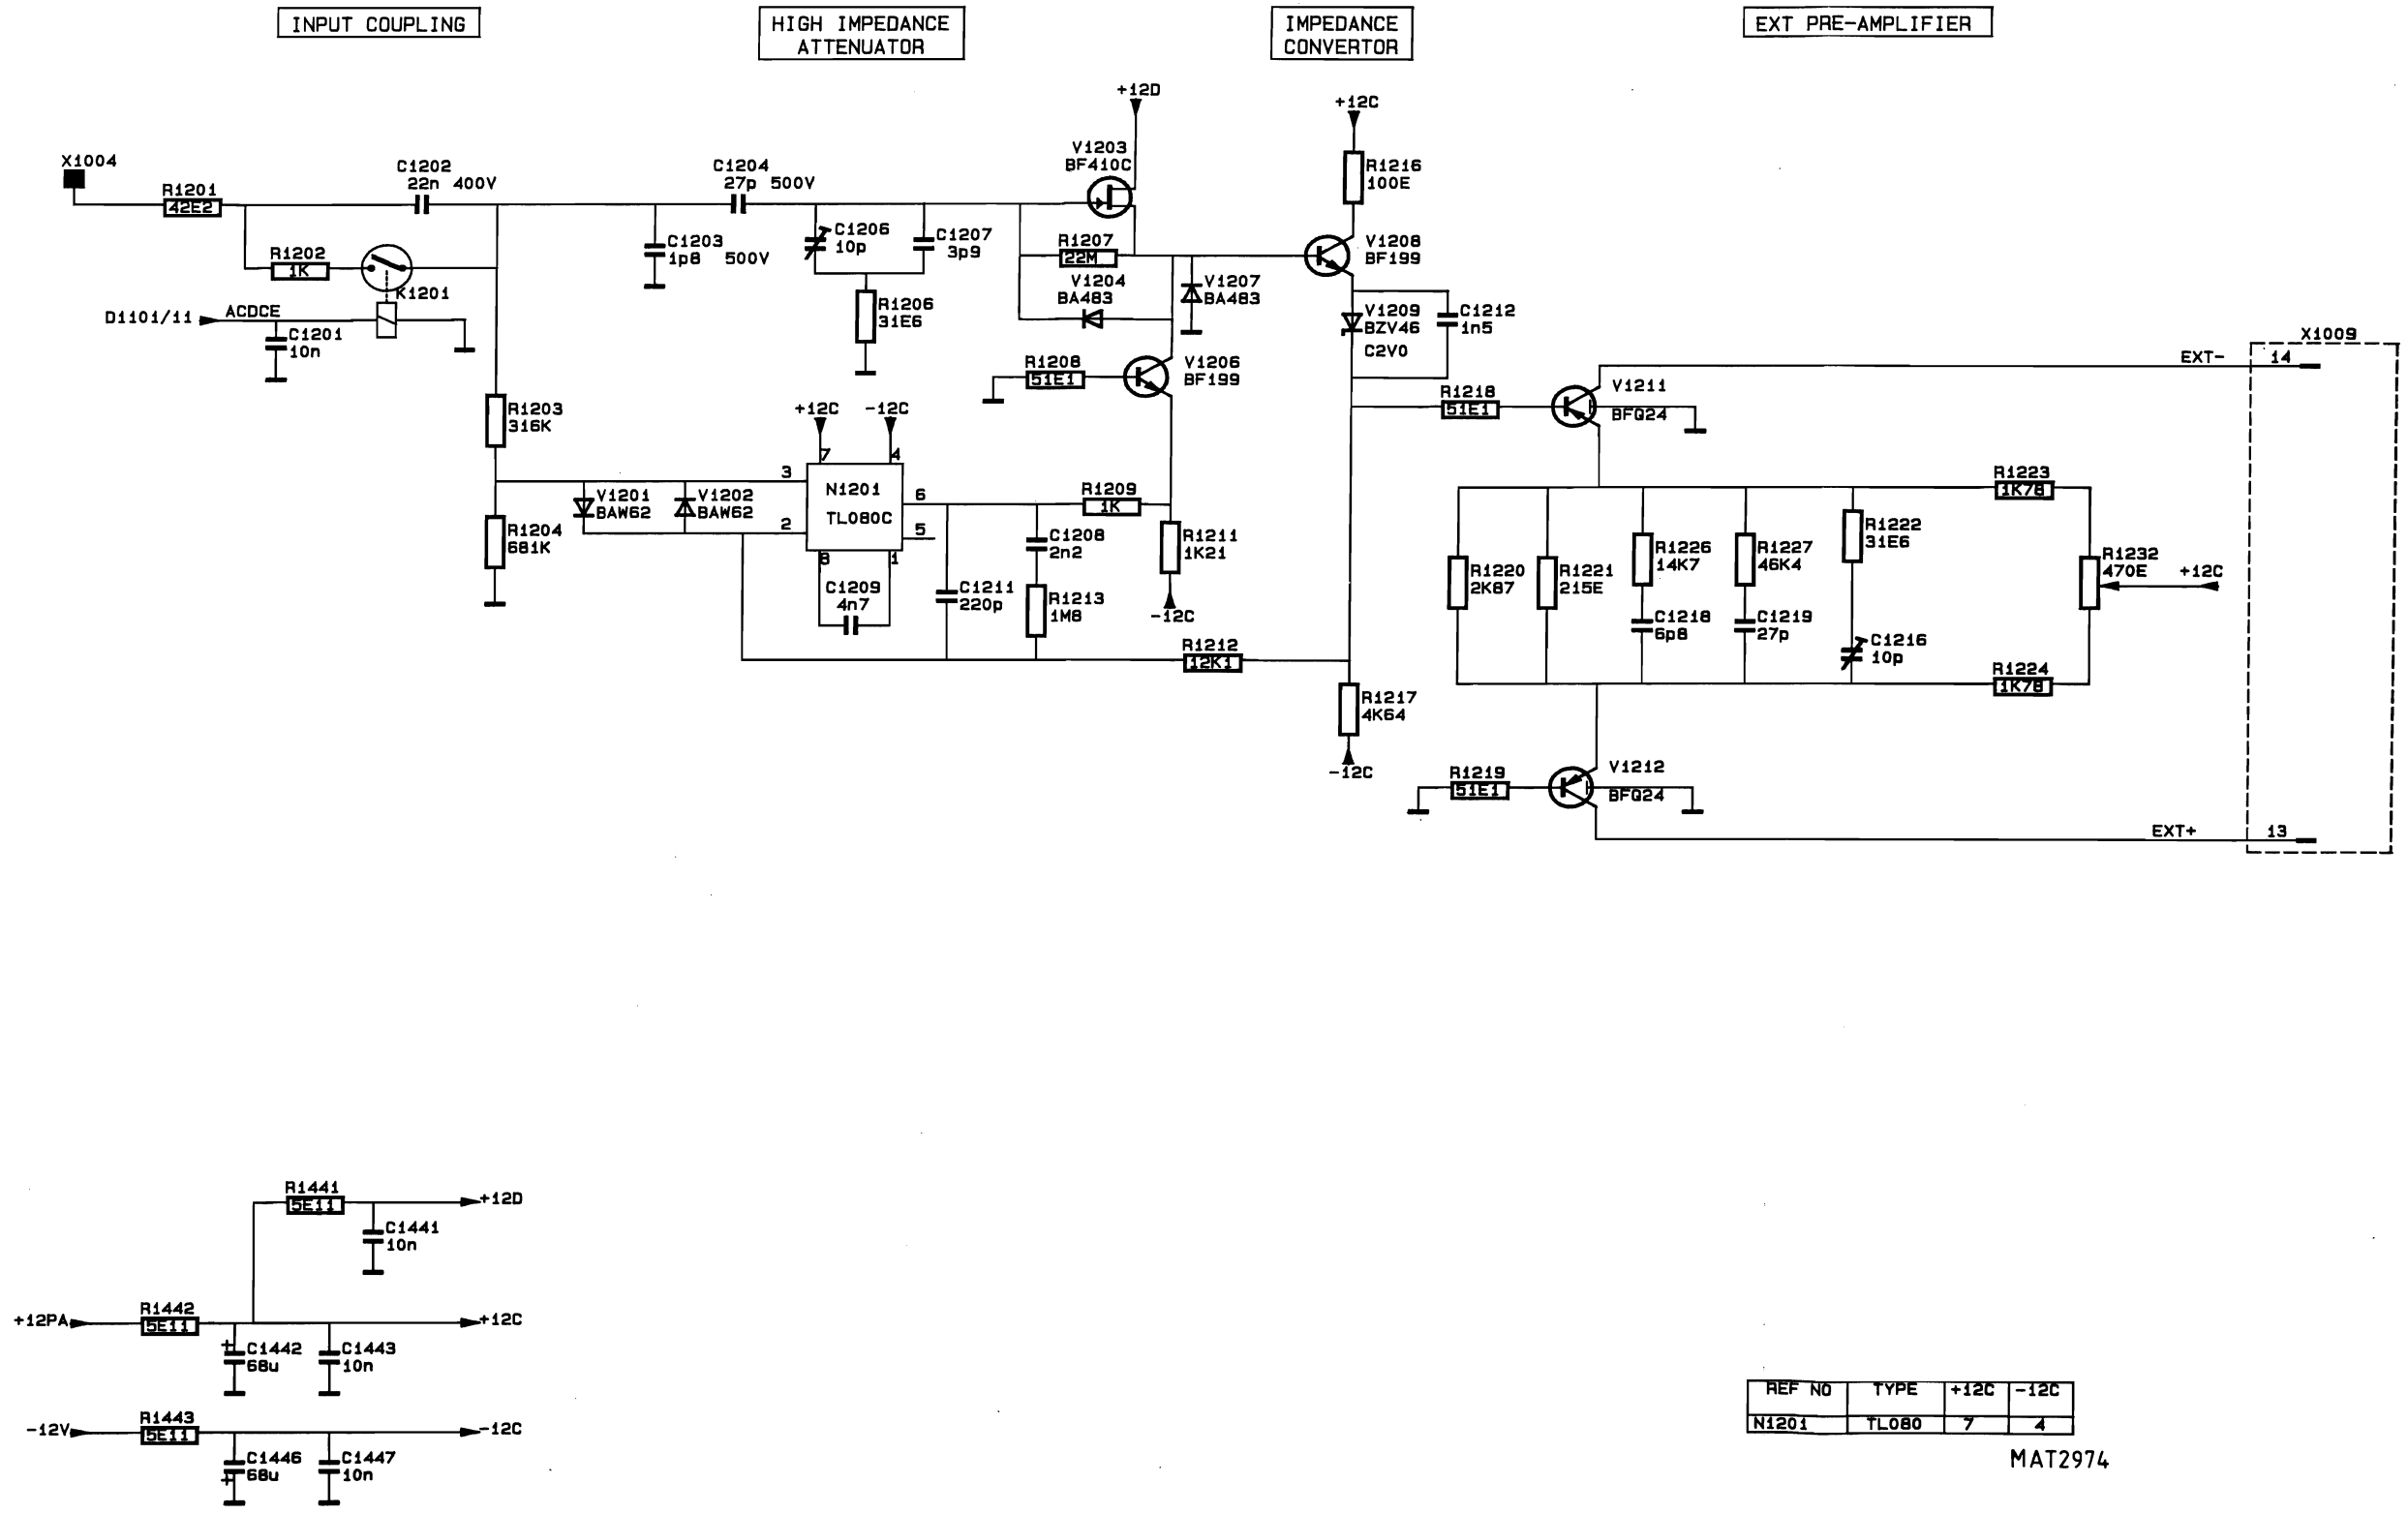 INPUT COUPLING
HIGH IMPEDANCE
ATTENUATOR
IMPEDANCE
CONVERTOR
EXT PRE-AMPLIFIER
+12D
+12C
X1004
R1201
42E2
C1202
22n 400V
C1204
27p 500V
V1203
BF410C
R1216
100E
R1202
1K
K1201
D1101/11
ACDCE
C1201
10n
C1203
1p8 500V
C1206
10p
C1207
3p9
R1206
31E6
R1207
22M
V1204
BA483
V1207
BA483
V1208
BF199
V1209
BZV46
C2V0
C1212
1n5
R1208
51E1
V1206
BF199
R1203
316K
R1204
681K
V1201
BAW62
V1202
BAW62
+12C
-12C
7
4
3
2
N1201
TL080C
6
5
8
1
C1209
4n7
R1209
1K
C1208
2n2
C1211
220p
R1213
1M8
R1211
1K21
-12C
R1212
12K1
R1217
4K64
-12C
R1218
51E1
V1211
BFQ24
EXT-
X1009
14
R1220
2K87
R1221
215E
R1226
14K7
C1218
6p8
R1227
46K4
C1219
27p
R1222
31E6
C1216
10p
R1223
1K78
R1232
470E
+12C
R1224
1K78
R1219
51E1
V1212
BFQ24
EXT+
13
R1441
5E11
+12D
C1441
10n
+12PA
R1442
5E11
+12C
+
C1442
68u
C1443
10n
-12V
R1443
5E11
-12C
C1446
68u
+
C1447
10n
REF NO TYPE +12C -12C
N1201 TL080 7 4
MAT2974